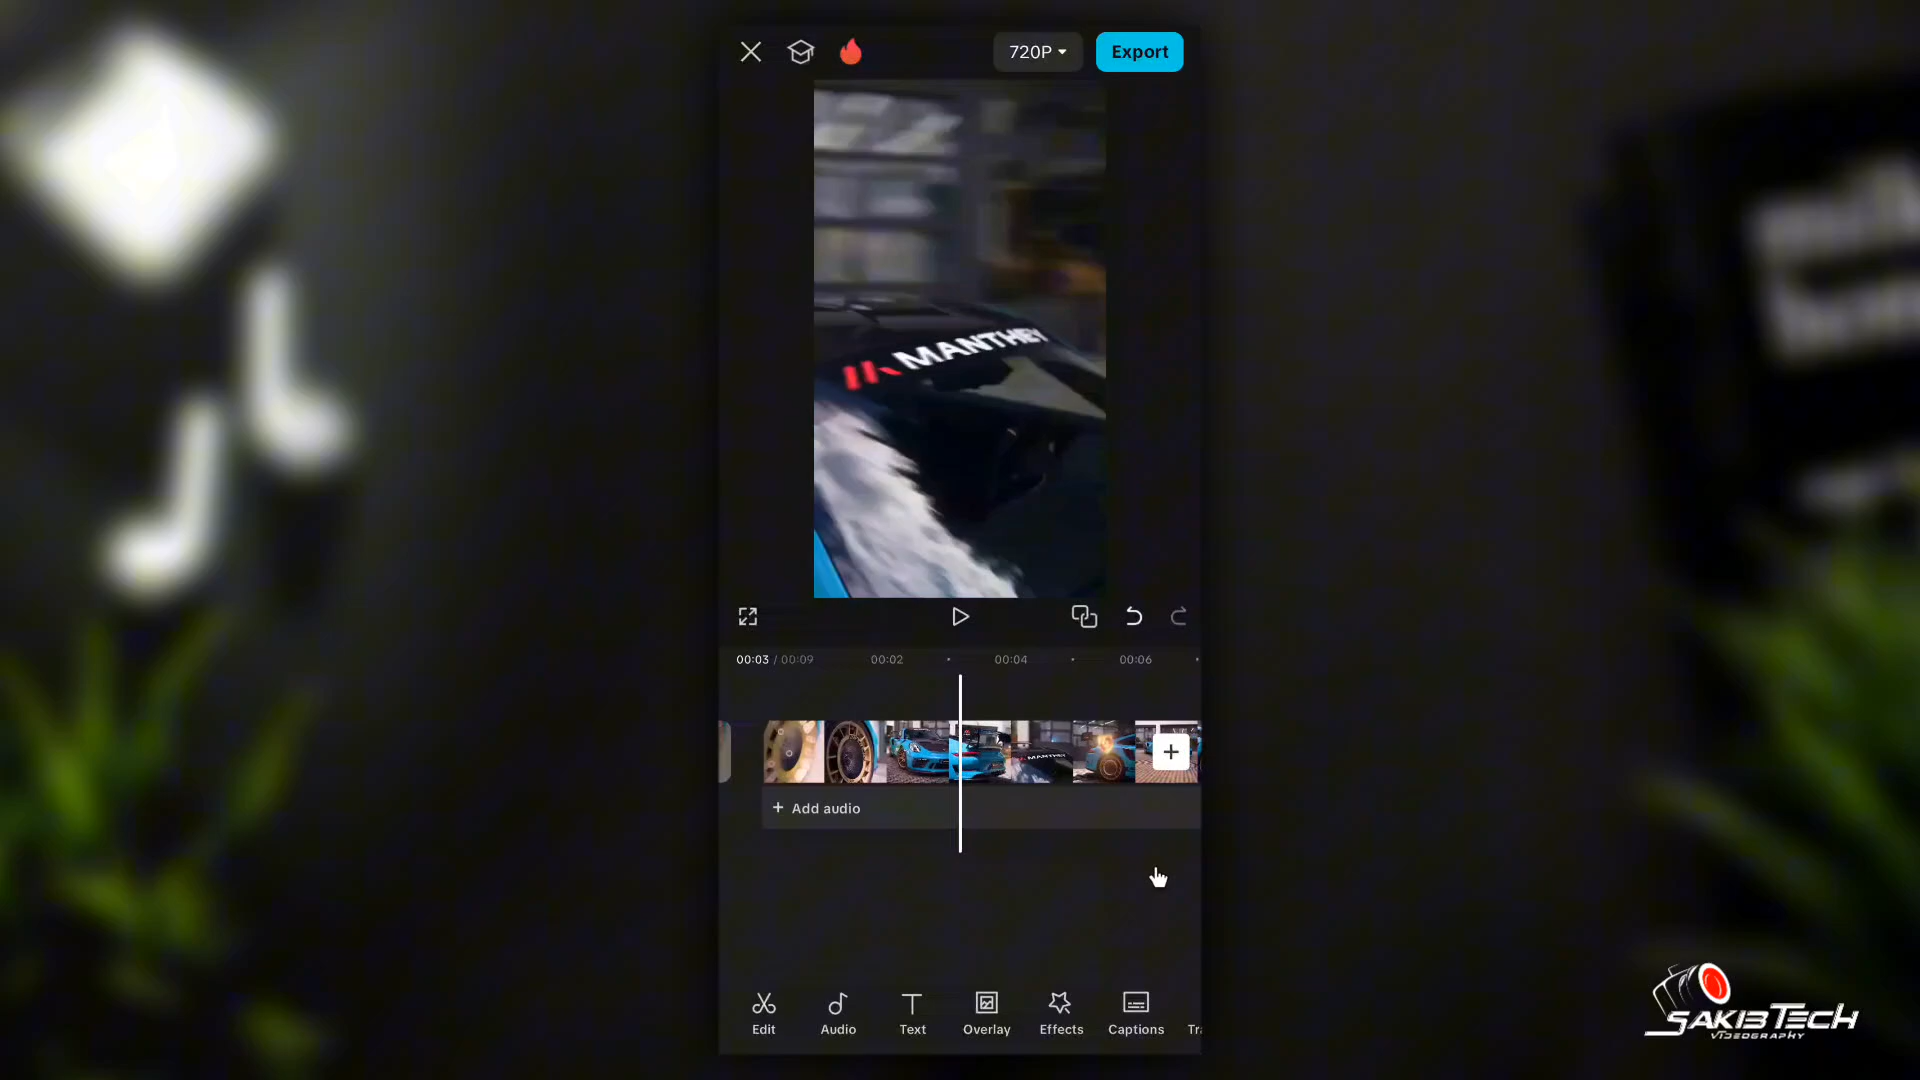 720P
Export
MANTHEY
00:03 / 00:09
00:02
00:04
00:06
MANTHEY
+ Add audio
Edit
Audio
Text
Overlay
Effects
Captions
SAKIBTECH
VIDEOGRAPHY